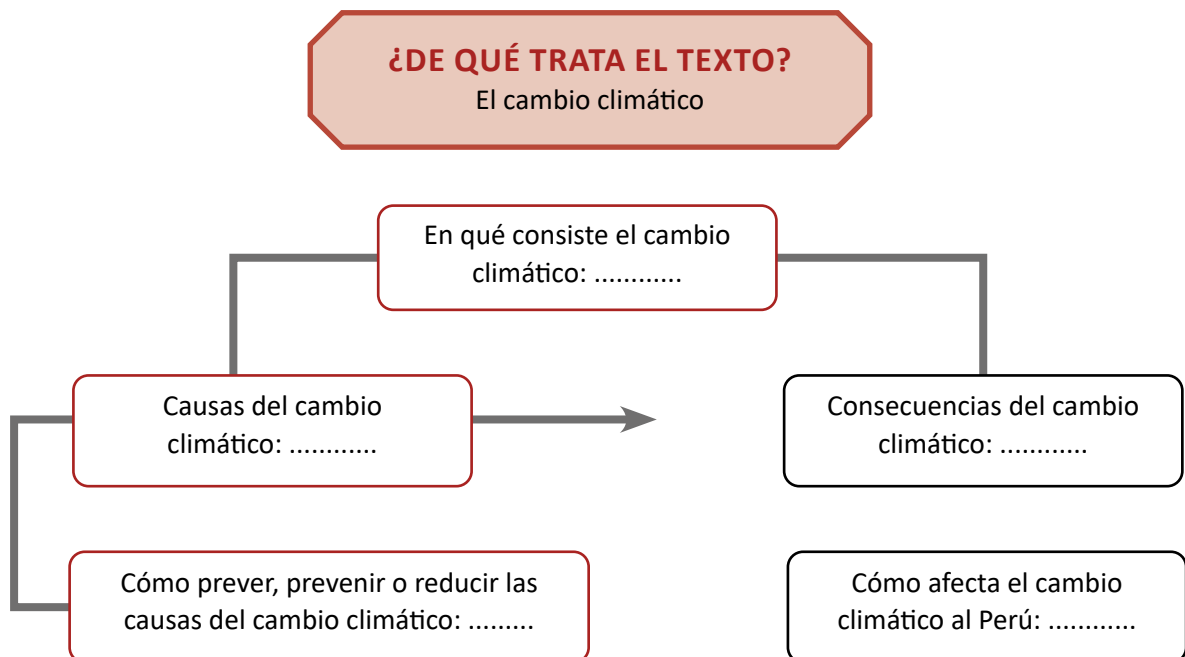 ¿DE QUÉ TRATA EL TEXTO?
El cambio climático
En qué consiste el cambio
climático: ............
Causas del cambio
climático: ............
Consecuencias del cambio
climático: ............
Cómo prever, prevenir o reducir las
causas del cambio climático: .........
Cómo afecta el cambio
climático al Perú: ............